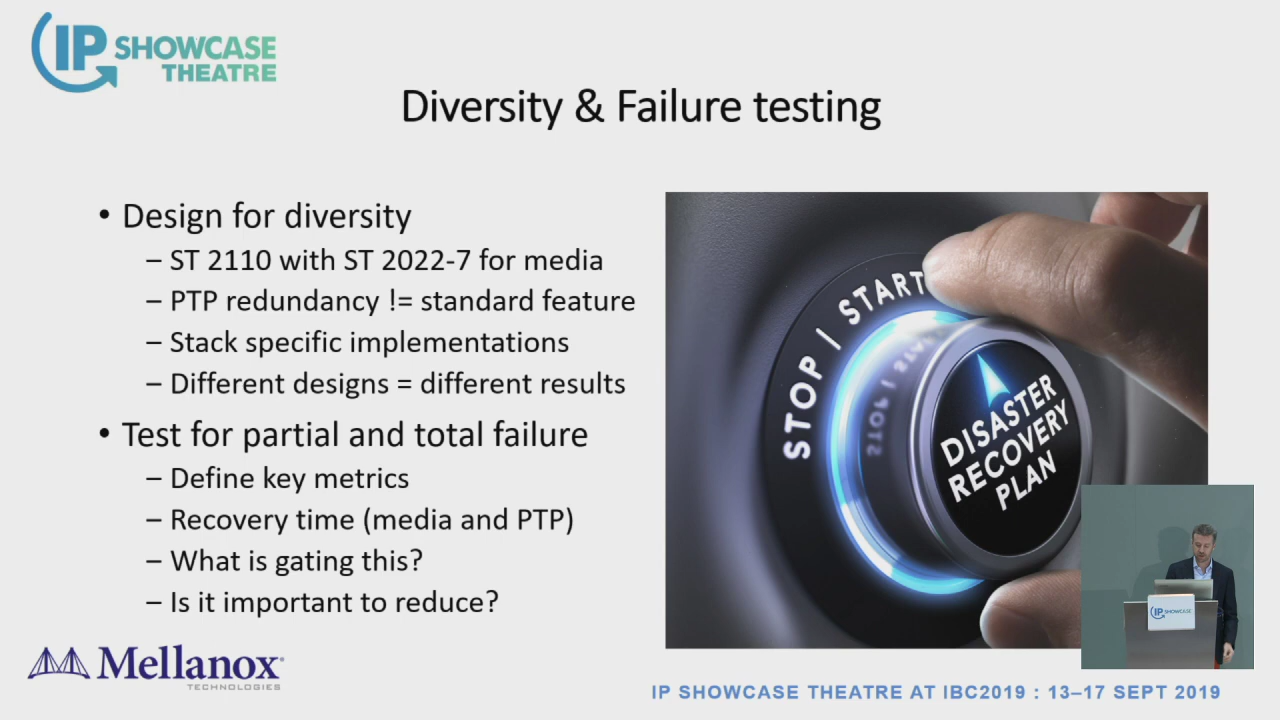 IP SHOWCASE
THEATRE
Diversity & Failure testing
• Design for diversity
– ST 2110 with ST 2022-7 for media
– PTP redundancy != standard feature
– Stack specific implementations
– Different designs = different results
• Test for partial and total failure
– Define key metrics
– Recovery time (media and PTP)
– What is gating this?
– Is it important to reduce?
STOP | START
DISASTER
RECOVERY
PLAN
IP SHOWCASE
Mellanox
TECHNOLOGIES
IP SHOWCASE THEATRE AT IBC2019 : 13–17 SEPT 2019